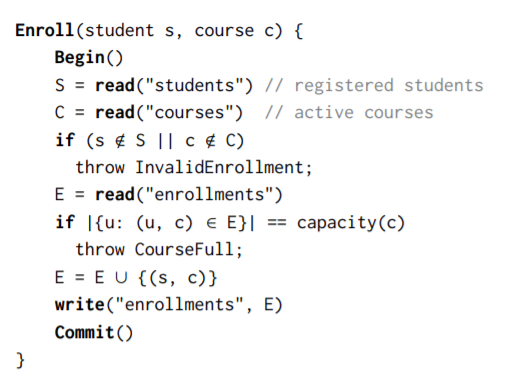 Enroll(student s, course c) {
Begin()
S = read("students") // registered students
C = read("courses") // active courses
if (s ∉ S || c ∉ C)
throw InvalidEnrollment;
E = read("enrollments")
if |{u: (u, c) ∈ E}| == capacity(c)
throw CourseFull;
E = E ∪ {(s, c)}
write("enrollments", E)
Commit()
}